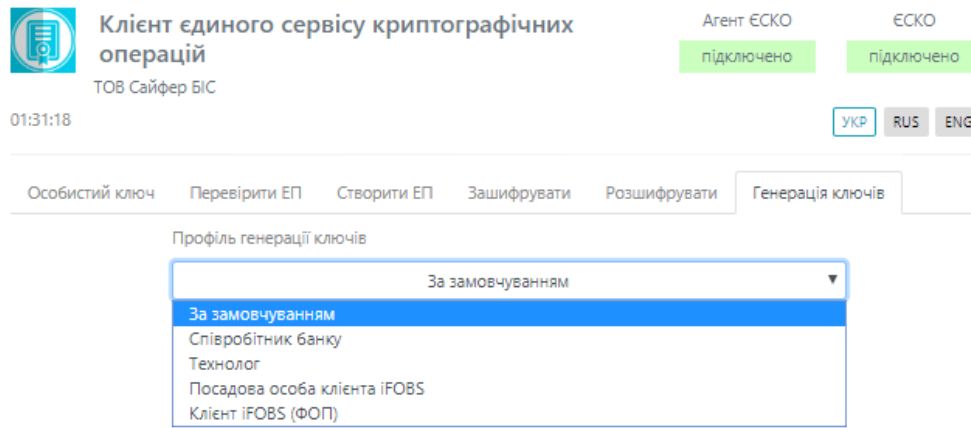 Клієнт єдиного сервісу криптографічних
операцій
ТОВ Сайфер БІС
Агент ЄСКО
ЄСКО
підключено
підключено
01:31:18
УКР
RUS
ENG
Особистий ключ
Перевірити ЕП
Створити ЕП
Зашифрувати
Розшифрувати
Генерація ключів
Профіль генерації ключів
За замовчуванням
За замовчуванням
Співробітник банку
Технолог
Посадова особа клієнта iFOBS
Клієнт iFOBS (ФОП)